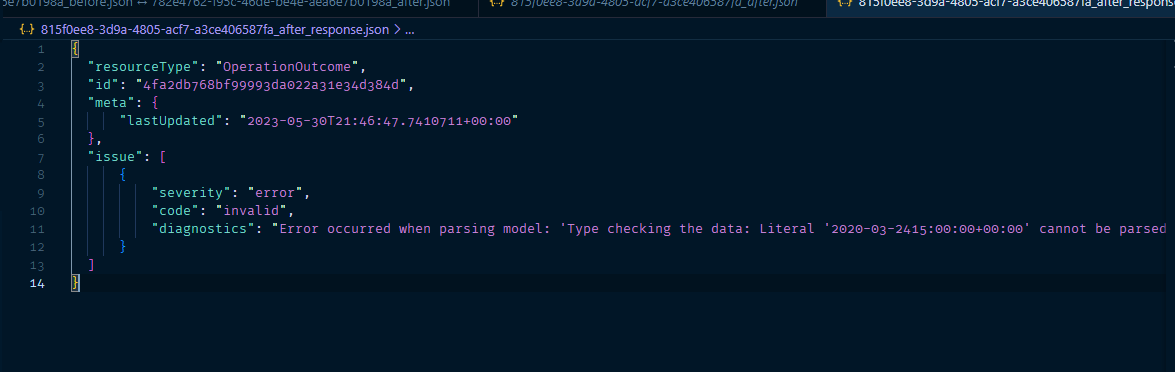 5e7b0198a_before.json ↔ 782e4762-f95c-46de-be4e-aea6e7b0198a_after.json {..} 815f0ee8-3d9a-4805-acf7-a3ce406587fa_after.json {..} 815f0ee8-3d9a-4805-acf7-a3ce406587fa_after_response
{..} 815f0ee8-3d9a-4805-acf7-a3ce406587fa_after_response.json > ...
1 {
2 "resourceType": "OperationOutcome",
3 "id": "4fa2db768bf99993da022a31e34d384d",
4 "meta": {
5 "lastUpdated": "2023-05-30T21:46:47.7410711+00:00"
6 },
7 "issue": [
8 {
9 "severity": "error",
10 "code": "invalid",
11 "diagnostics": "Error occurred when parsing model: 'Type checking the data: Literal '2020-03-2415:00:00+00:00' cannot be parsed
12 }
13 ]
14 }